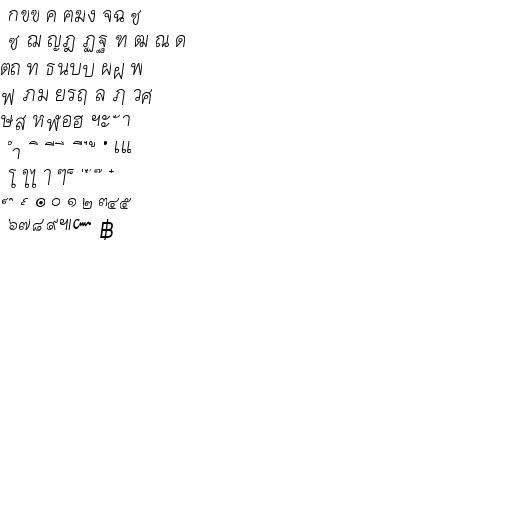 กขฃ ค ฅฆง จฉ ช
ซ ฌ ญฎ ฏฐ ฑ ฒ ณ ด
ตถ ท ธนบป ผฝ พ
ฟ ภม ยรฤ ล ฦ วศ
ษส หฬอฮ ฯะ ั า
ำ ิ ีึ ืุู ฺ เแ
โ ใไ ๅ ๆ็ ่้๊ ๋
์ํ ๎ ๏ ๐ ๑ ๒ ๓๔๕
๖๗๘๙๚๛ ฿